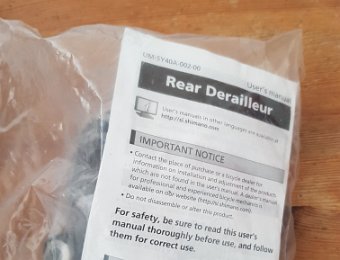 UM-5Y40A-002-00
User's manual
Rear Derailleur
User's manuals in other languages are available at
http://si.shimano.com
IMPORTANT NOTICE
• Contact the place of purchase or a bicycle dealer for
information on installation and adjustment of the products
which are not found in the user's manual. A dealer's manual
for professional and experienced bicycle mechanics is
available on our website (http://si.shimano.com).
• Do not disassemble or alter this product.
For safety, be sure to read this user's
manual thoroughly before use, and follow
them for correct use.